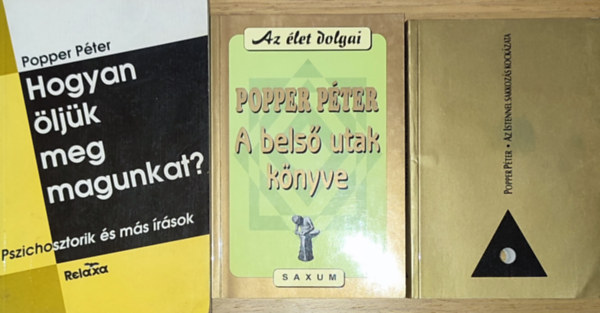 Popper Péter
Hogyan
öljük
meg
magunkat?
Pszichosztorik és más írások
Relaxa
Az élet dolgai
POPPER PÉTER
A belső utak
könyve
SAXUM
POPPER PÉTER • AZ ISTENNEL SAKKOZÁS KOCKÁZATA